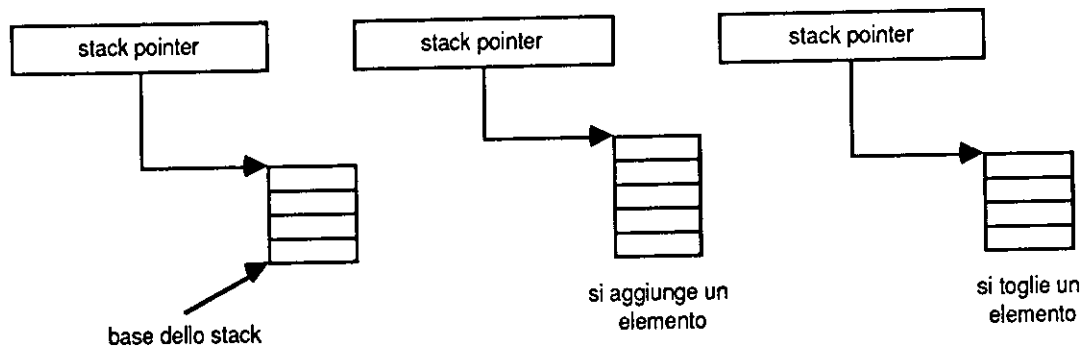 stack pointer
stack pointer
stack pointer
base dello stack
si aggiunge un
elemento
si toglie un
elemento